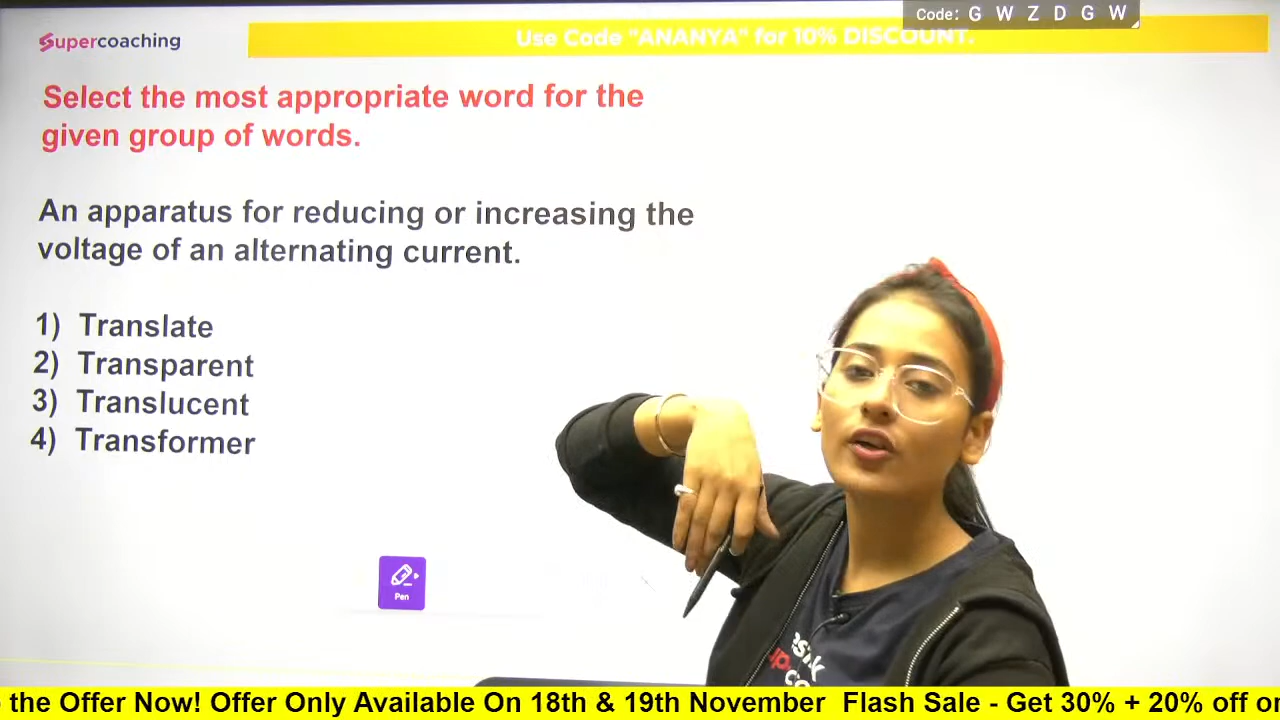 Code: G W Z D G W
Supercoaching
Use Code "ANANYA" for 10% DISCOUNT.
Select the most appropriate word for the
given group of words.
An apparatus for reducing or increasing the
voltage of an alternating current.
1) Translate
2) Transparent
3) Translucent
4) Transformer
Pen
the Offer Now! Offer Only Available On 18th & 19th November Flash Sale - Get 30% + 20% off